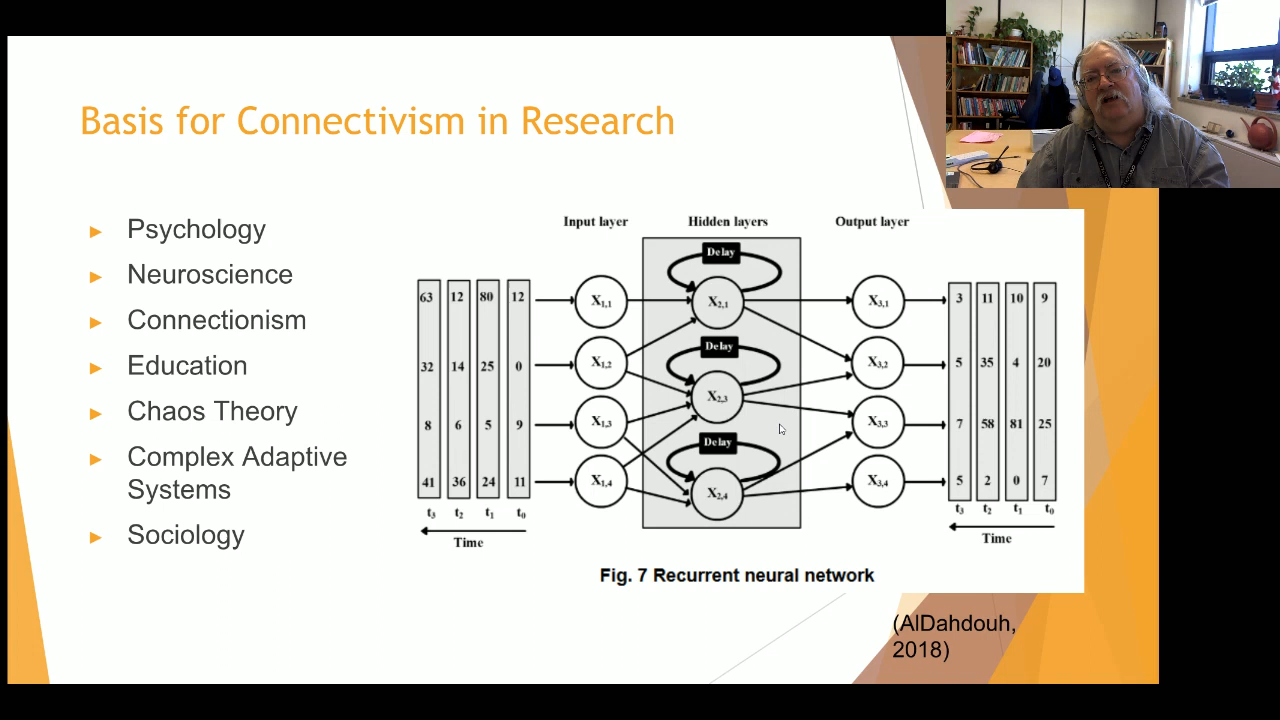 Basis for Connectivism in Research
► Psychology
► Neuroscience
► Connectionism
► Education
► Chaos Theory
► Complex Adaptive
Systems
► Sociology
Input layer Hidden layers Output layer
Delay
63 12 80 12 X1,1 X2,1 X3,1 3 11 10 9
Delay
32 14 25 0 X1,2 X2,3 X3,2 5 35 4 20
8 6 5 9 X1,3 X3,3 7 58 81 25
Delay
41 36 24 11 X1,4 X2,4 X3,4 5 2 0 7
t3 t2 t1 t0 t3 t2 t1 t0
Time Time
Fig. 7 Recurrent neural network
(AlDahdouh,
2018)